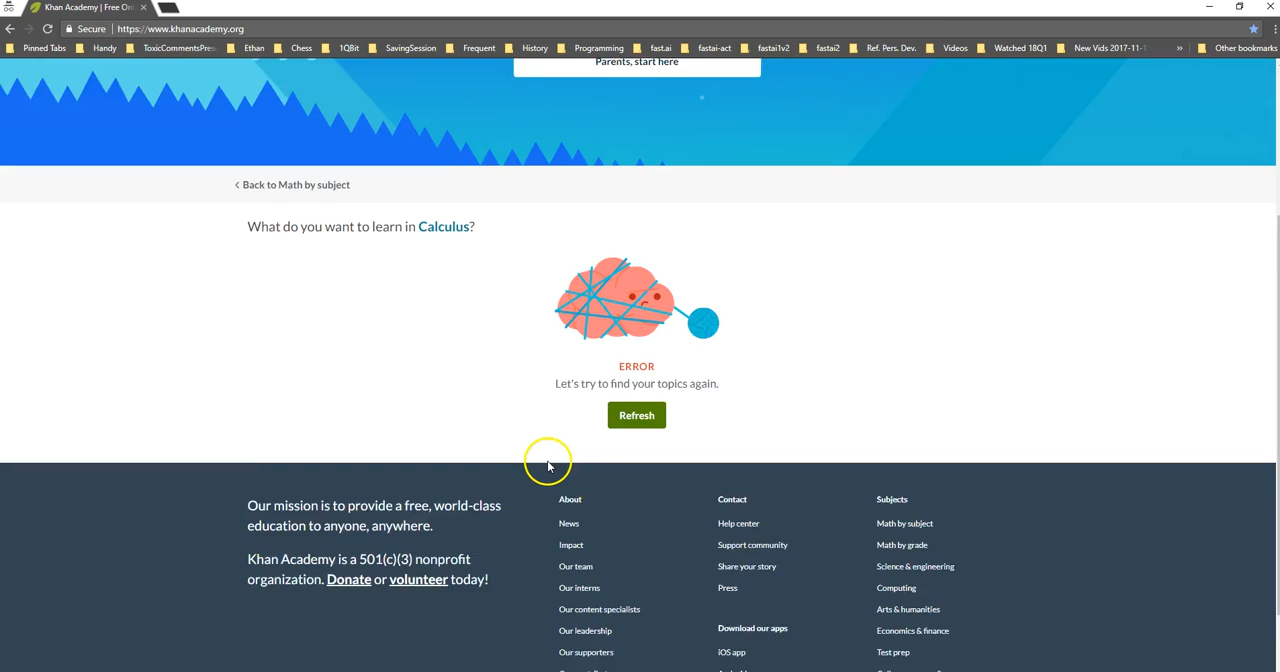 Khan Academy | Free Onl
Secure | https://www.khanacademy.org
Pinned Tabs Handy ToxicCommentsPres Ethan Chess 1QBit SavingSession Frequent History Programming fast.ai fastai-act fastai1v2 fastai2 Ref. Pers. Dev. Videos Watched 18Q1 New Vids 2017-11-1 » Other bookmarks
Parents, start here
< Back to Math by subject
What do you want to learn in Calculus?
ERROR
Let's try to find your topics again.
Refresh
Our mission is to provide a free, world-class
education to anyone, anywhere.
Khan Academy is a 501(c)(3) nonprofit
organization. Donate or volunteer today!
About
News
Impact
Our team
Our interns
Our content specialists
Our leadership
Our supporters
Contact
Help center
Support community
Share your story
Press
Download our apps
iOS app
Subjects
Math by subject
Math by grade
Science & engineering
Computing
Arts & humanities
Economics & finance
Test prep